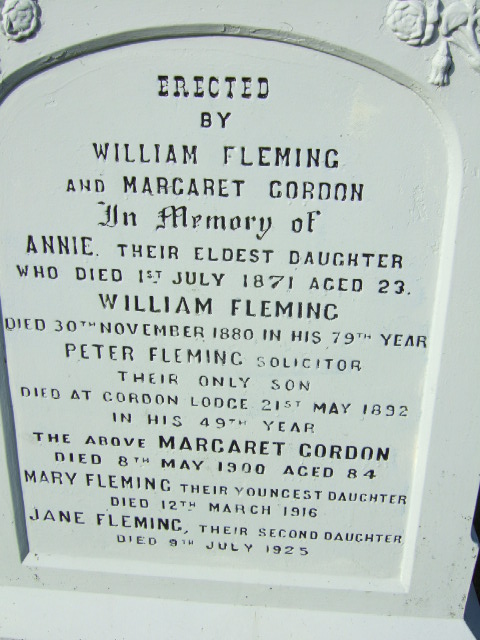 ERECTED
BY
WILLIAM FLEMING
AND MARGARET GORDON
In Memory of
ANNIE. THEIR ELDEST DAUGHTER
WHO DIED 1ST JULY 1871 AGED 23.
WILLIAM FLEMING
DIED 30TH NOVEMBER 1880 IN HIS 79TH YEAR
PETER FLEMING SOLICITOR
THEIR ONLY SON
DIED AT GORDON LODGE 21ST MAY 1892
IN HIS 49TH YEAR
THE ABOVE MARGARET GORDON
DIED 8TH MAY 1900 AGED 84
MARY FLEMING THEIR YOUNGEST DAUGHTER
DIED 12TH MARCH 1916
JANE FLEMING, THEIR SECOND DAUGHTER
DIED 9TH JULY 1925